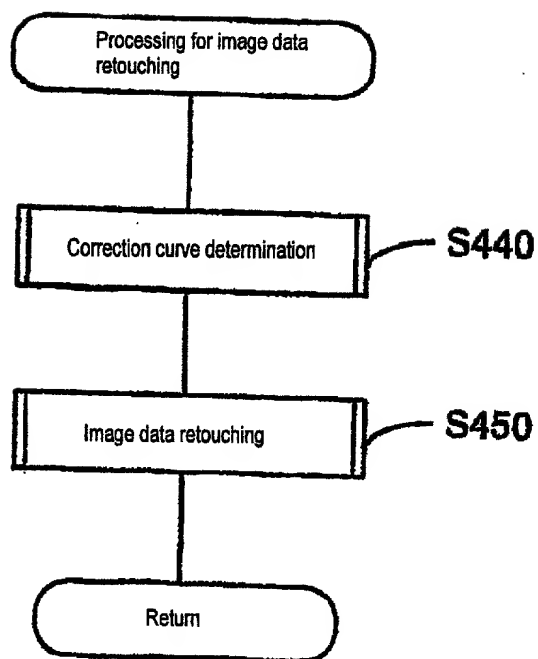 Processing for image data
retouching
Correction curve determination
S440
Image data retouching
S450
Return